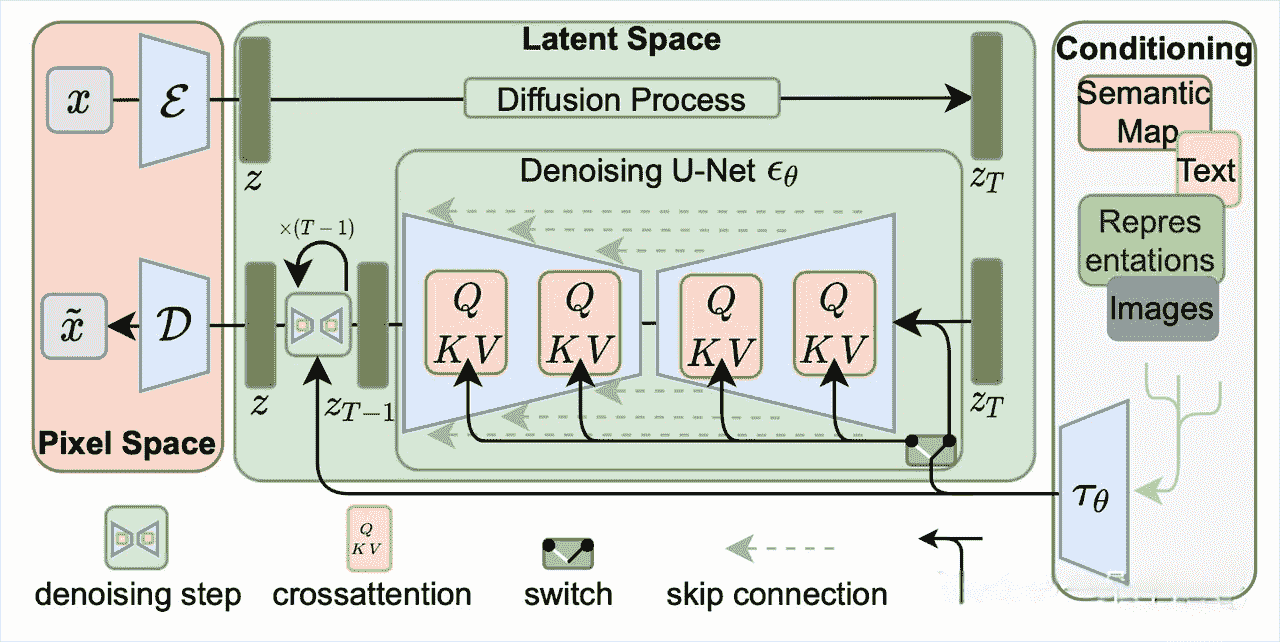 Latent Space
Conditioning
x
ℰ
Diffusion Process
z
z_T
Semantic
Map
Text
Repres
entations
Images
Denoising U-Net ϵ_θ
×(T−1)
Q
K V
Q
K V
Q
K V
Q
K V
x̃
𝒟
z
z_{T−1}
z_T
Pixel Space
τ_θ
Q
K V
denoising step
crossattention
switch
skip connection